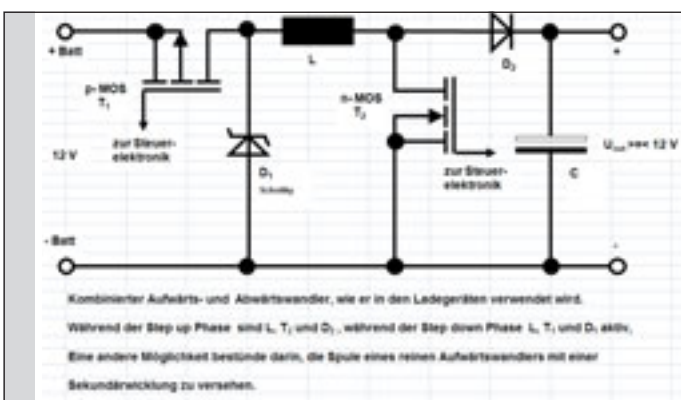 + Batt
L
D₂
+
p-MOS
T₁
n-MOS
T₂
12 V
zur Steuer-
elektronik
D₁
Schottky
zur Steuer-
elektronik
C
Uout >=< 12 V
- Batt
-
Kombinierter Aufwärts- und Abwärtswandler, wie er in den Ladegeräten verwendet wird.
Während der Step up Phase sind L, T₂ und D₂, während der Step down Phase L, T₁ und D₁ aktiv,
Eine andere Möglichkeit bestünde darin, die Spule eines reinen Aufwärtswandlers mit einer
Sekundärwicklung zu versehen.